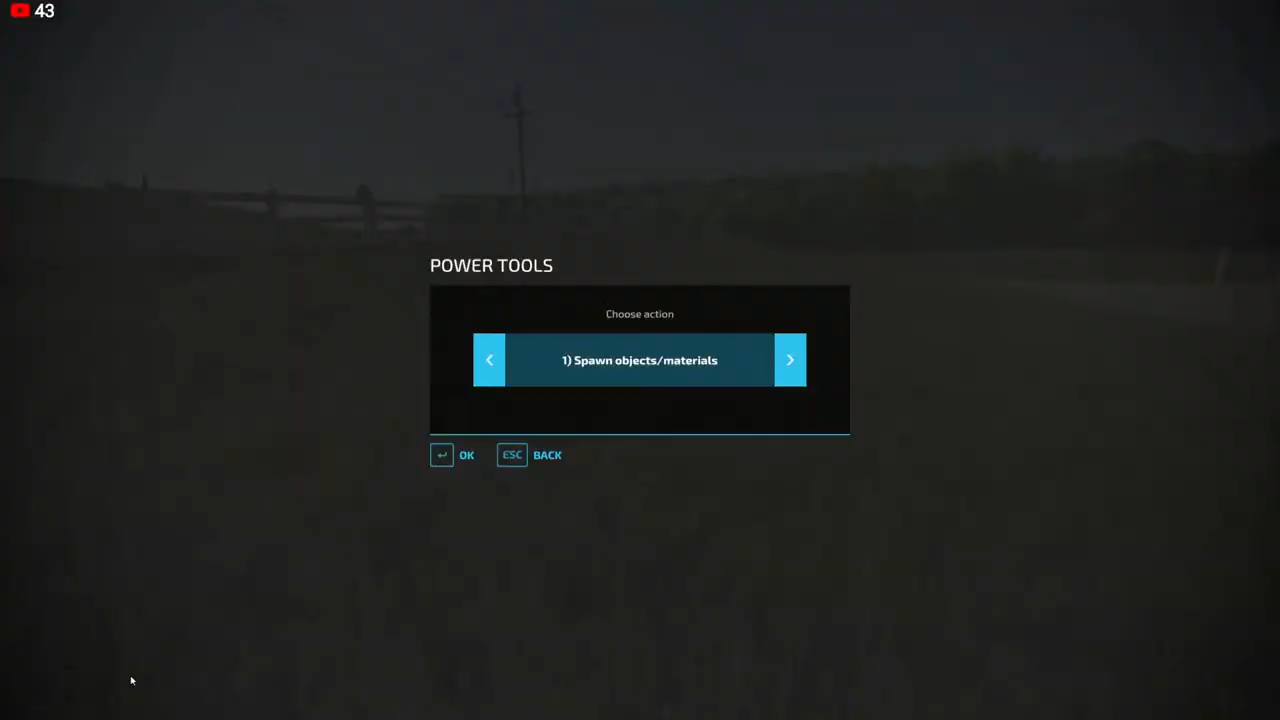 43
POWER TOOLS
Choose action
1) Spawn objects/materials
OK ESC BACK